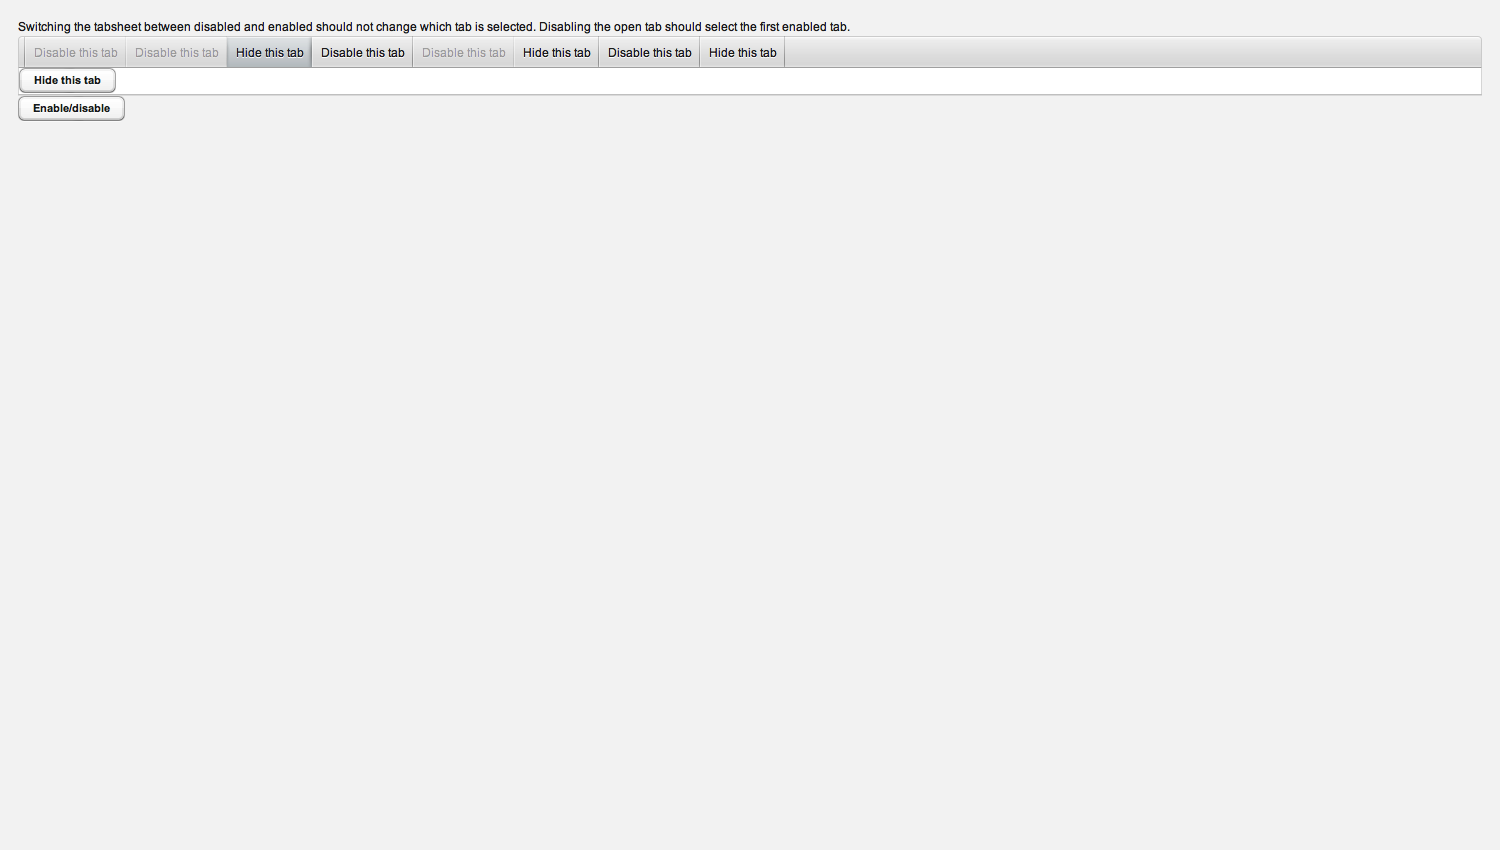 Switching the tabsheet between disabled and enabled should not change which tab is selected. Disabling the open tab should select the first enabled tab.
Disable this tab Disable this tab Hide this tab Disable this tab Disable this tab Hide this tab Disable this tab Hide this tab
Hide this tab
Enable/disable